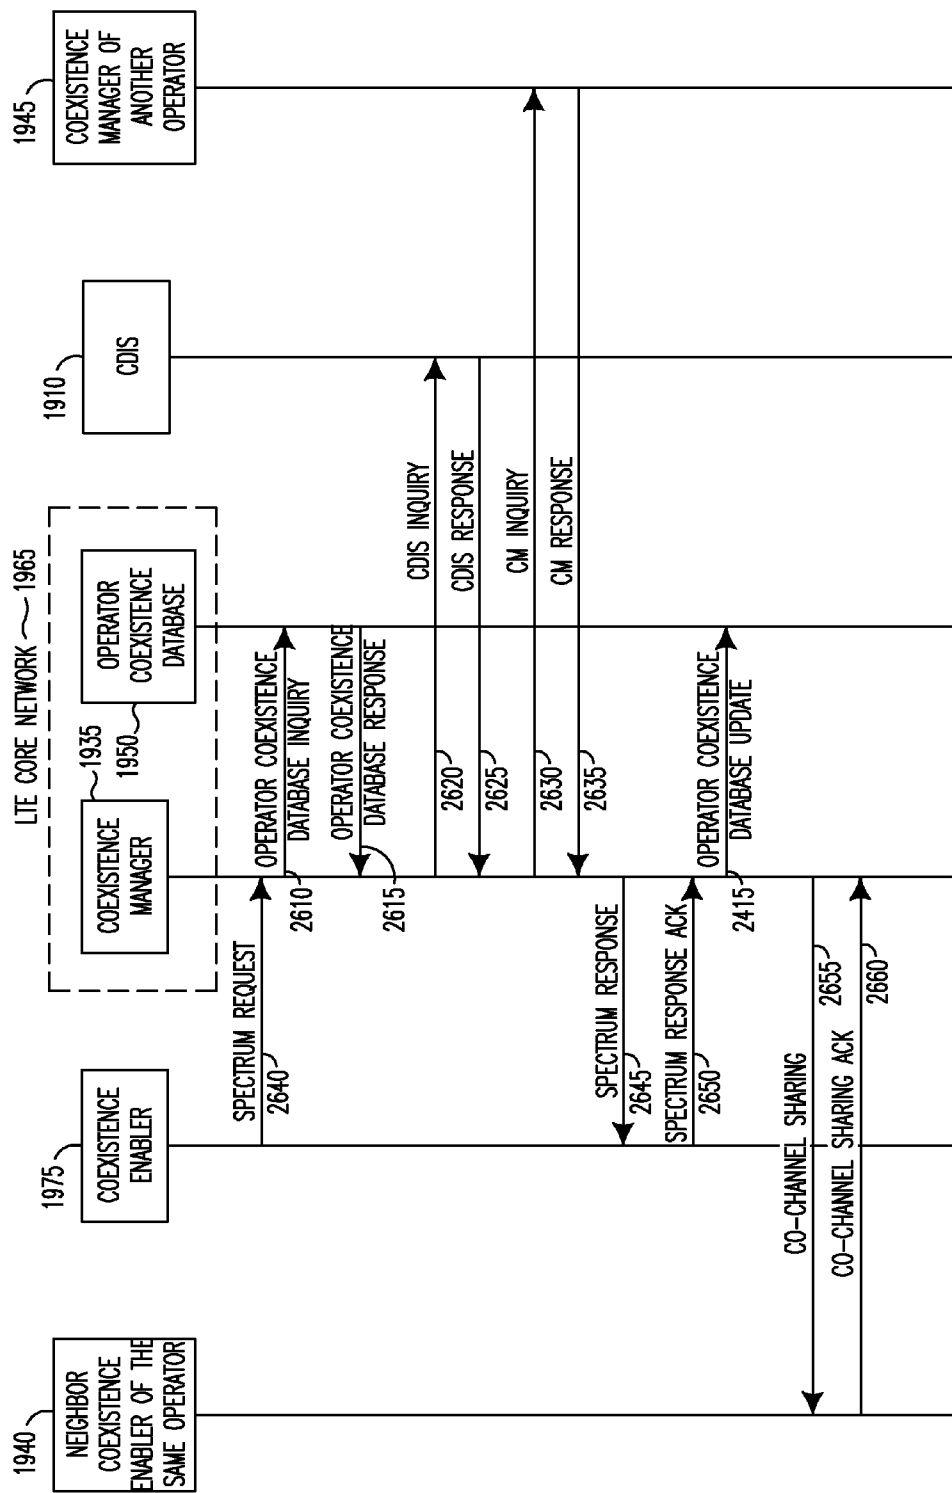 1940
NEIGHBOR
COEXISTENCE
ENABLER OF THE
SAME OPERATOR
1975
COEXISTENCE
ENABLER
LTE CORE NETWORK
1965
1935
COEXISTENCE
MANAGER
1950
OPERATOR
COEXISTENCE
DATABASE
1910
CDIS
1945
COEXISTENCE
MANAGER OF
ANOTHER
OPERATOR
SPECTRUM REQUEST
2640
OPERATOR COEXISTENCE
DATABASE INQUIRY
2610
OPERATOR COEXISTENCE
DATABASE RESPONSE
2615
CDIS INQUIRY
2620
CDIS RESPONSE
2625
CM INQUIRY
2630
CM RESPONSE
2635
SPECTRUM RESPONSE
2645
SPECTRUM RESPONSE ACK
2650
OPERATOR COEXISTENCE
DATABASE UPDATE
2415
CO-CHANNEL SHARING
2655
CO-CHANNEL SHARING ACK
2660